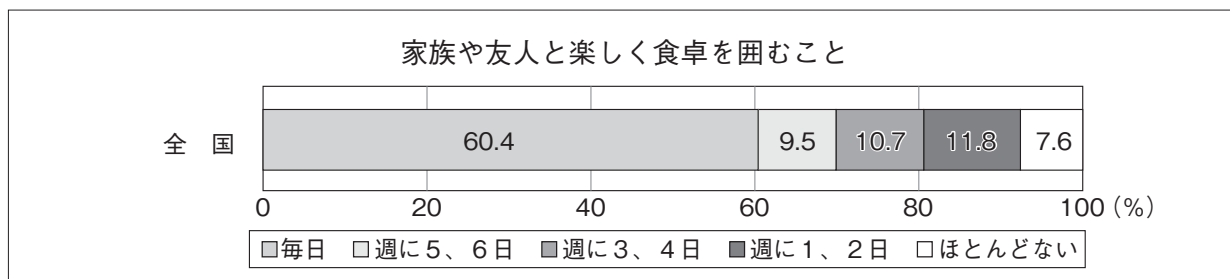 家族や友人と楽しく食卓を囲むこと
全 国 60.4 9.5 10.7 11.8 7.6
0 20 40 60 80 100 (%)
毎日 週に5、6日 週に3、4日 週に1、2日 ほとんどない